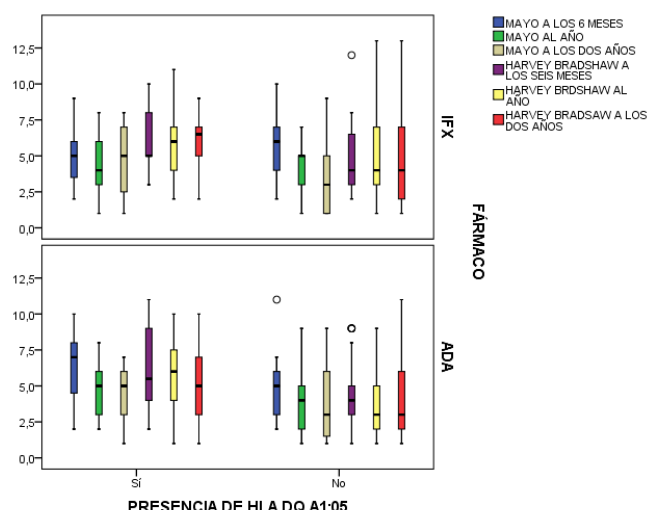 MAYO A LOS 6 MESES
MAYO AL AÑO
MAYO A LOS DOS AÑOS
HARVEY BRADSHAW A
LOS SEIS MESES
HARVEY BRDSHAW AL
AÑO
HARVEY BRADSAW A LOS
DOS AÑOS
12,5
10,0
7,5
5,0
2,5
0,0
IFX
FÁRMACO
12,5
10,0
7,5
5,0
2,5
0,0
ADA
Sí
No
PRESENCIA DE HLA DQ A1:05